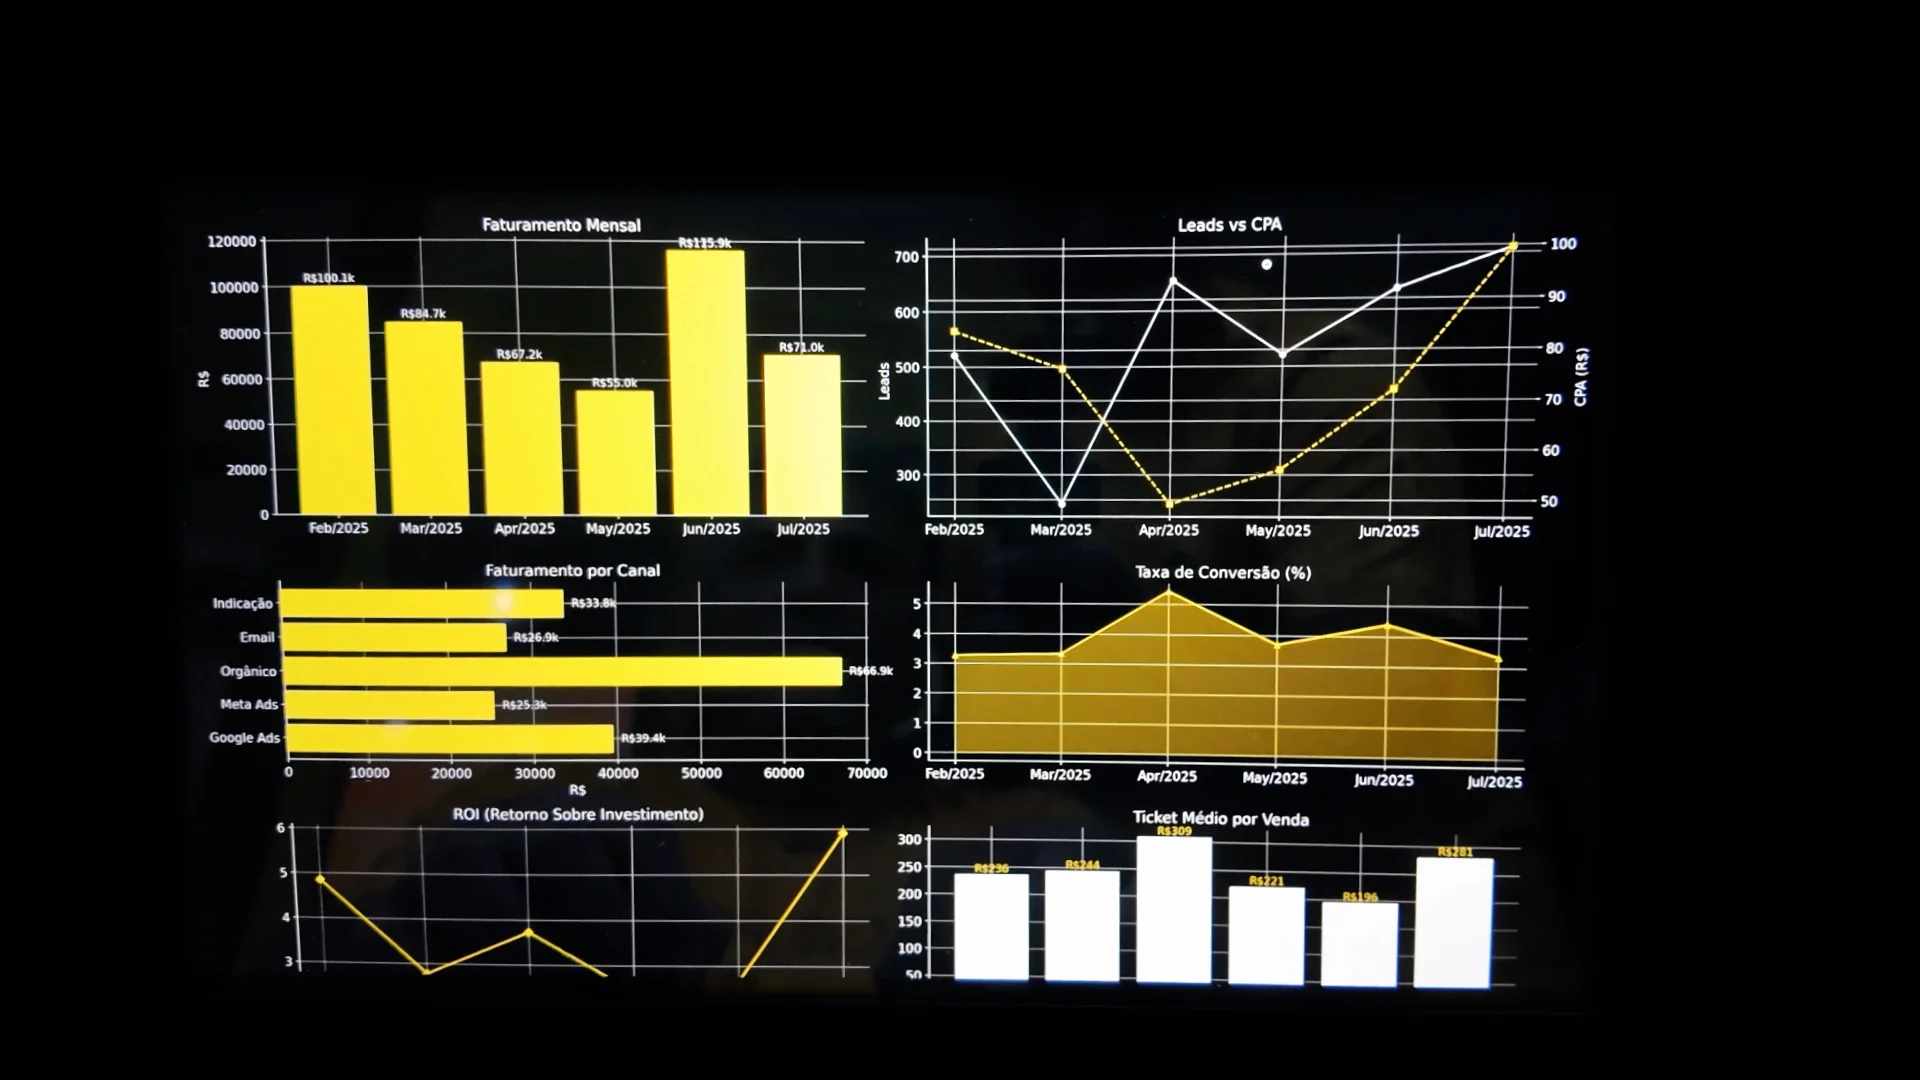 Faturamento Mensal
120000
100000
80000
60000
40000
20000
0
R$
R$100.1k
R$84.7k
R$67.2k
R$55.0k
R$115.9k
R$71.0k
Feb/2025
Mar/2025
Apr/2025
May/2025
Jun/2025
Jul/2025
Leads vs CPA
700
600
500
400
300
Leads
100
90
80
70
60
50
CPA (R$)
Feb/2025
Mar/2025
Apr/2025
May/2025
Jun/2025
Jul/2025
Faturamento por Canal
Indicação
Email
Orgânico
Meta Ads
Google Ads
R$33.8k
R$26.9k
R$66.9k
R$25.3k
R$39.4k
0
10000
20000
30000
40000
50000
60000
70000
R$
Taxa de Conversão (%)
5
4
3
2
1
0
Feb/2025
Mar/2025
Apr/2025
May/2025
Jun/2025
Jul/2025
ROI (Retorno Sobre Investimento)
6
5
4
3
Ticket Médio por Venda
300
250
200
150
100
50
R$236
R$244
R$309
R$221
R$196
R$281